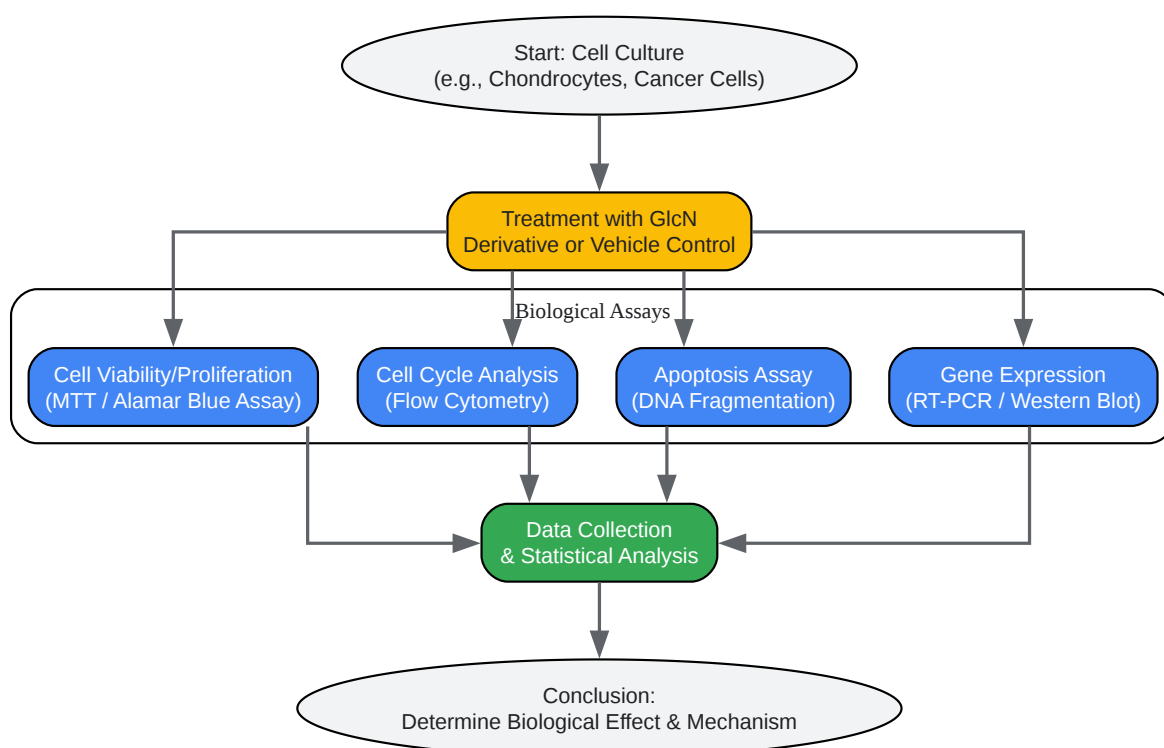 Start: Cell Culture
(e.g., Chondrocytes, Cancer Cells)
Treatment with GlcN
Derivative or Vehicle Control
Biological Assays
Cell Viability/Proliferation
(MTT / Alamar Blue Assay)
Cell Cycle Analysis
(Flow Cytometry)
Apoptosis Assay
(DNA Fragmentation)
Gene Expression
(RT-PCR / Western Blot)
Data Collection
& Statistical Analysis
Conclusion:
Determine Biological Effect & Mechanism